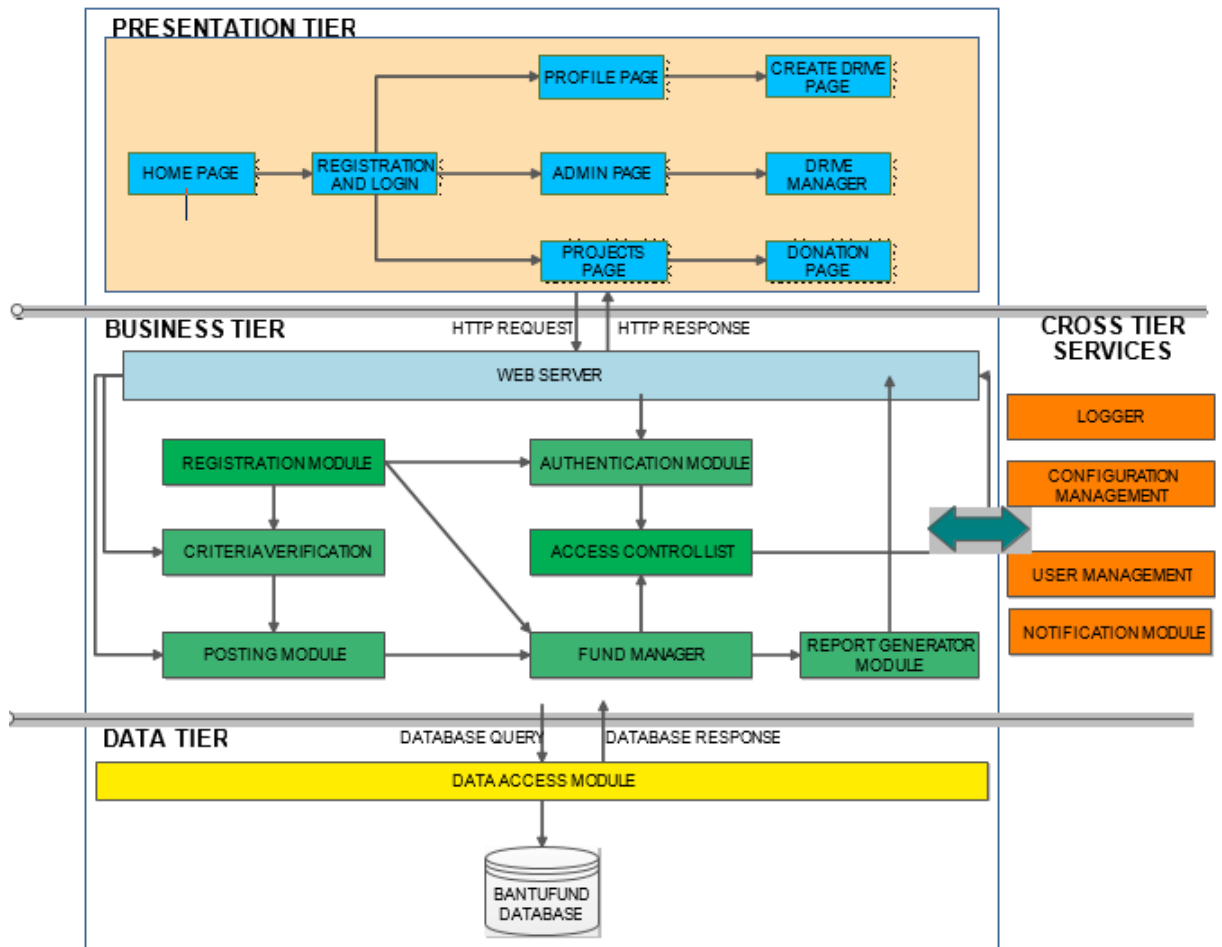 PRESENTATION TIER
PROFILE PAGE
CREATE DRIVE
PAGE
HOME PAGE
REGISTRATION
AND LOGIN
ADMIN PAGE
DRIVE
MANAGER
PROJECTS
PAGE
DONATION
PAGE
BUSINESS TIER
HTTP REQUEST
HTTP RESPONSE
CROSS TIER
SERVICES
WEB SERVER
LOGGER
REGISTRATION MODULE
AUTHENTICATION MODULE
CONFIGURATION
MANAGEMENT
CRITERIA VERIFICATION
ACCESS CONTROL LIST
USER MANAGEMENT
POSTING MODULE
FUND MANAGER
REPORT GENERATOR
MODULE
NOTIFICATION MODULE
DATA TIER
DATABASE QUERY
DATABASE RESPONSE
DATA ACCESS MODULE
BANTUFUND
DATABASE